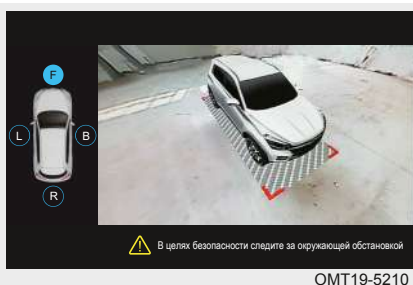 F
L
B
R
В целях безопасности следите за окружающей обстановкой
OMT19-5210